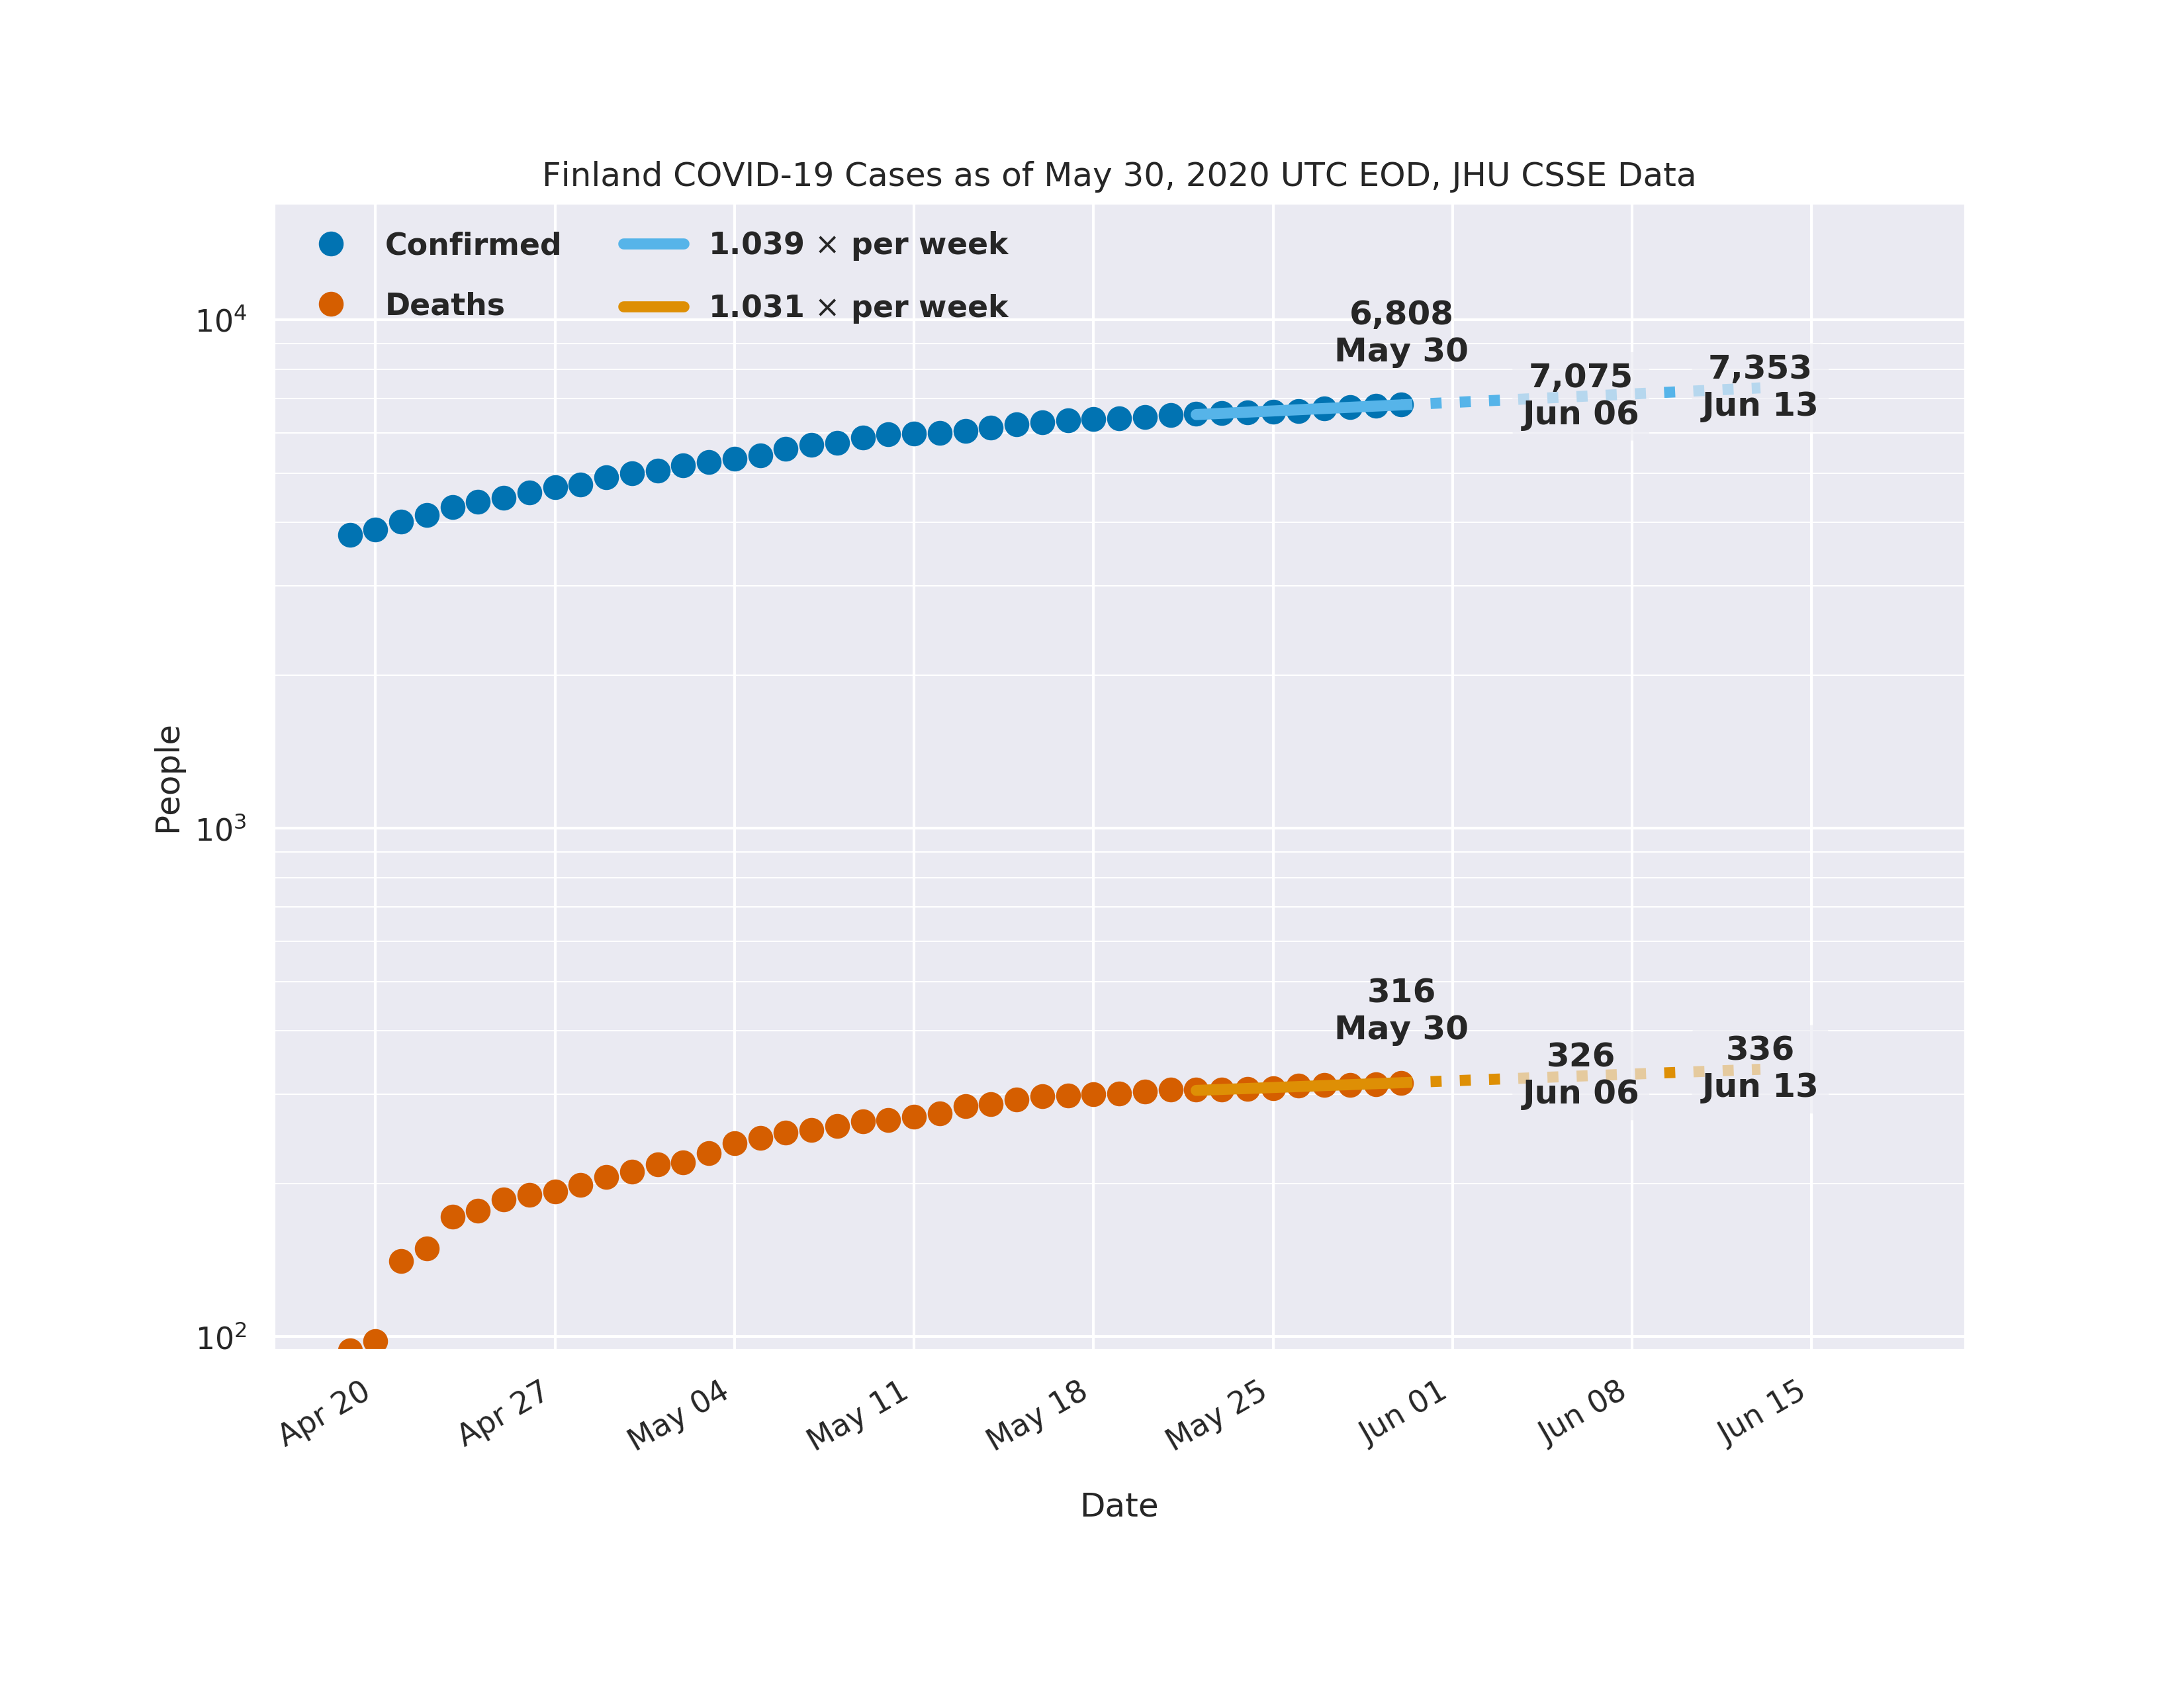 Finland COVID-19 Cases as of May 30, 2020 UTC EOD, JHU CSSE Data
Confirmed
Deaths
1.039 × per week
1.031 × per week
6,808
May 30
7,075
Jun 06
7,353
Jun 13
316
May 30
326
Jun 06
336
Jun 13
People
10⁴
10³
10²
Apr 20
Apr 27
May 04
May 11
May 18
May 25
Jun 01
Jun 08
Jun 15
Date